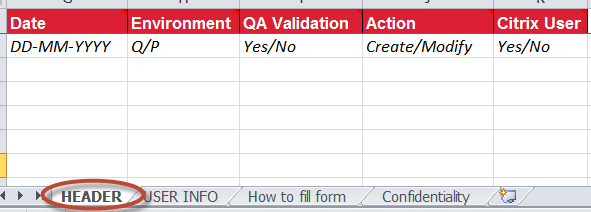 Date Environment QA Validation Action Citrix User
DD-MM-YYYY Q/P Yes/No Create/Modify Yes/No
HEADER USER INFO How to fill form Confidentiality